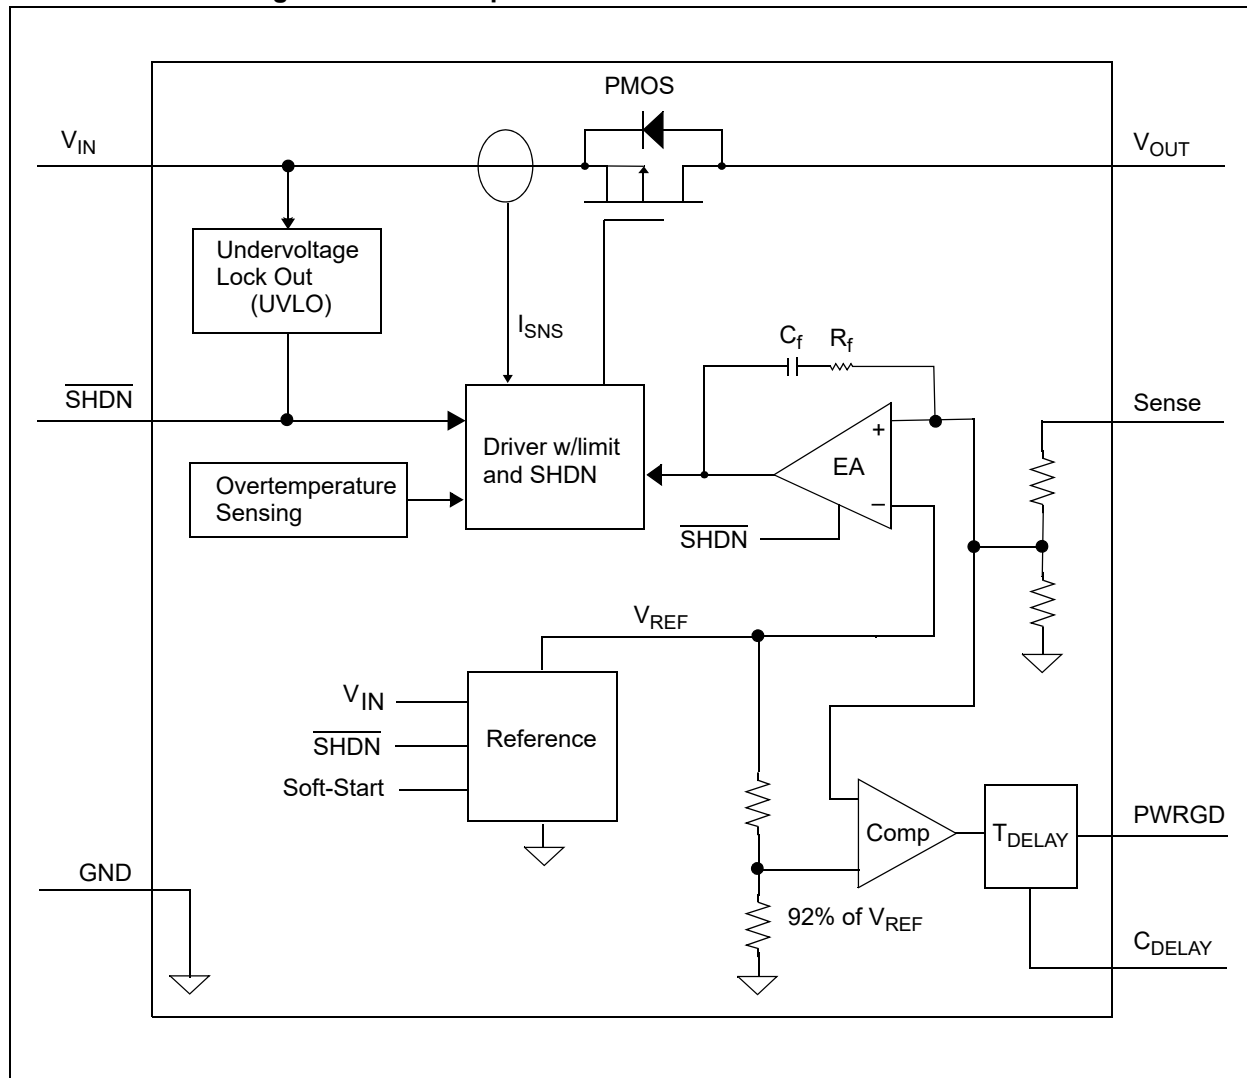 PMOS
V_IN
V_OUT
Undervoltage
Lock Out
(UVLO)
I_SNS
C_f
R_f
SHDN
Sense
+
Driver w/limit
and SHDN
EA
Overtemperature
Sensing
−
SHDN
V_REF
V_IN
Reference
SHDN
Soft-Start
PWRGD
Comp
T_DELAY
GND
92% of V_REF
C_DELAY